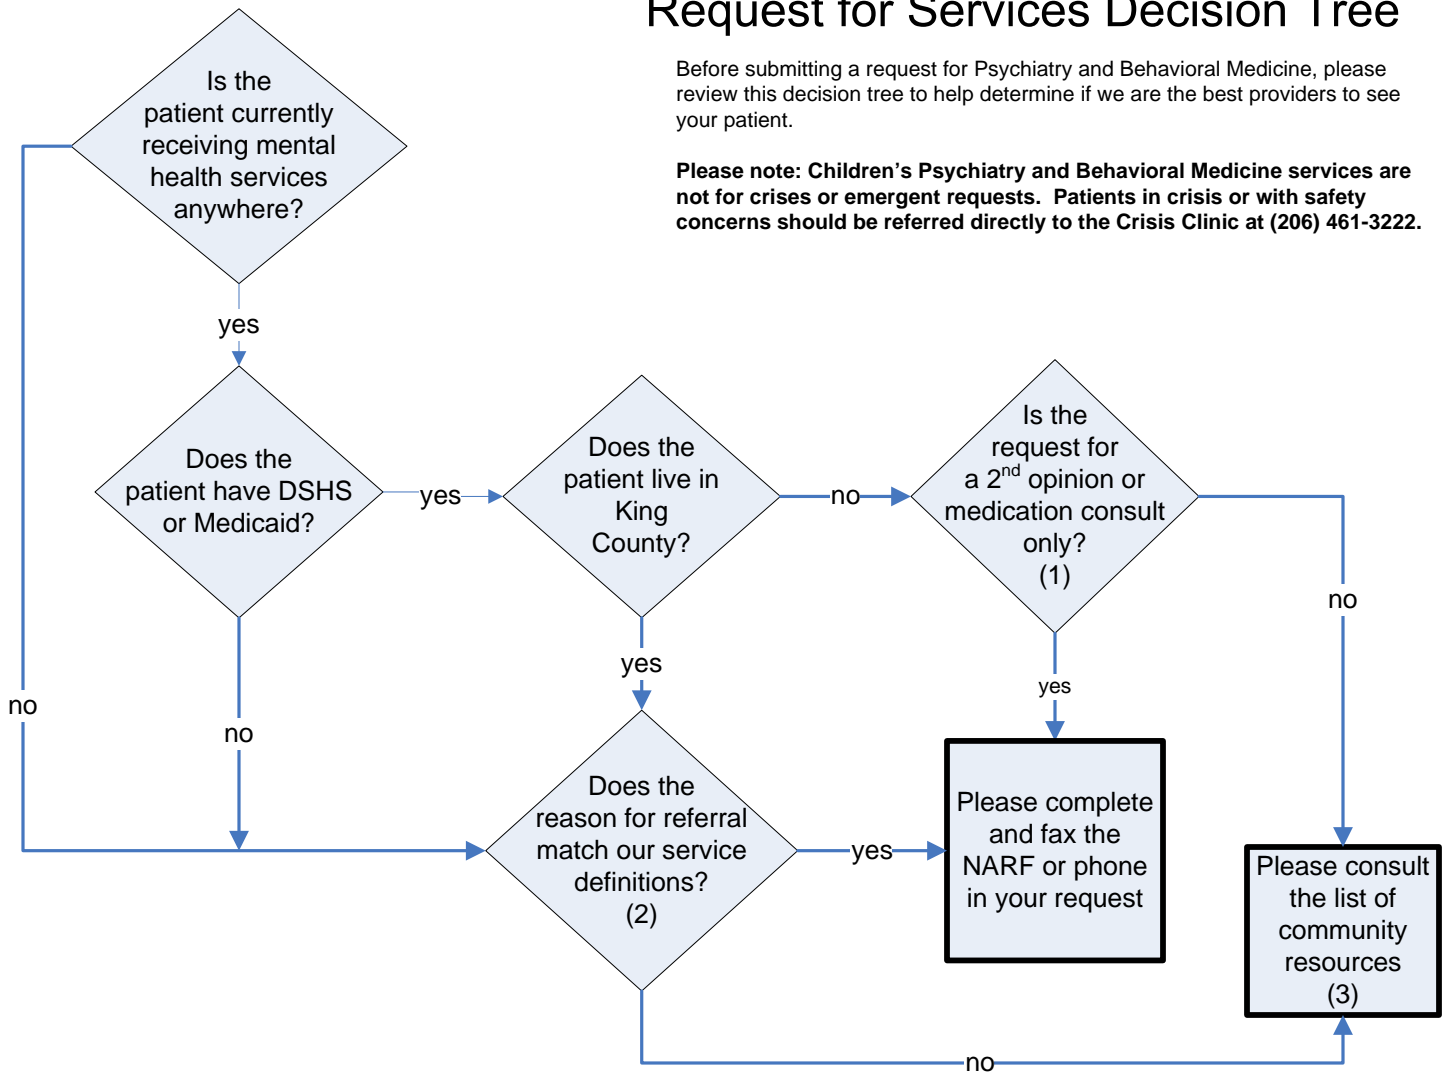 Request for Services Decision Tree
Before submitting a request for Psychiatry and Behavioral Medicine, please
review this decision tree to help determine if we are the best providers to see
your patient.
Please note: Children's Psychiatry and Behavioral Medicine services are
not for crises or emergent requests. Patients in crisis or with safety
concerns should be referred directly to the Crisis Clinic at (206) 461-3222.
Is the
patient currently
receiving mental
health services
anywhere?
yes
no
Does the
patient have DSHS
or Medicaid?
yes
no
Does the
patient live in
King
County?
no
yes
Is the
request for
a 2nd opinion or
medication consult
only?
(1)
no
yes
Does the
reason for referral
match our service
definitions?
(2)
yes
no
Please complete
and fax the
NARF or phone
in your request
Please consult
the list of
community
resources
(3)